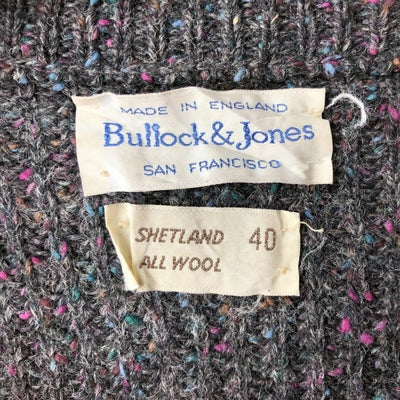 MADE IN ENGLAND
Bullock & Jones
SAN FRANCISCO
SHETLAND 40
ALL WOOL